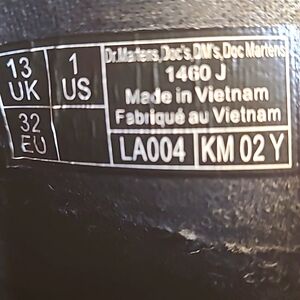 13 UK
1 US
32 EU
Dr.Martens,Doc's,DM's,Doc Martens
1460 J
Made in Vietnam
Fabriqué au Vietnam
LA004
KM 02 Y